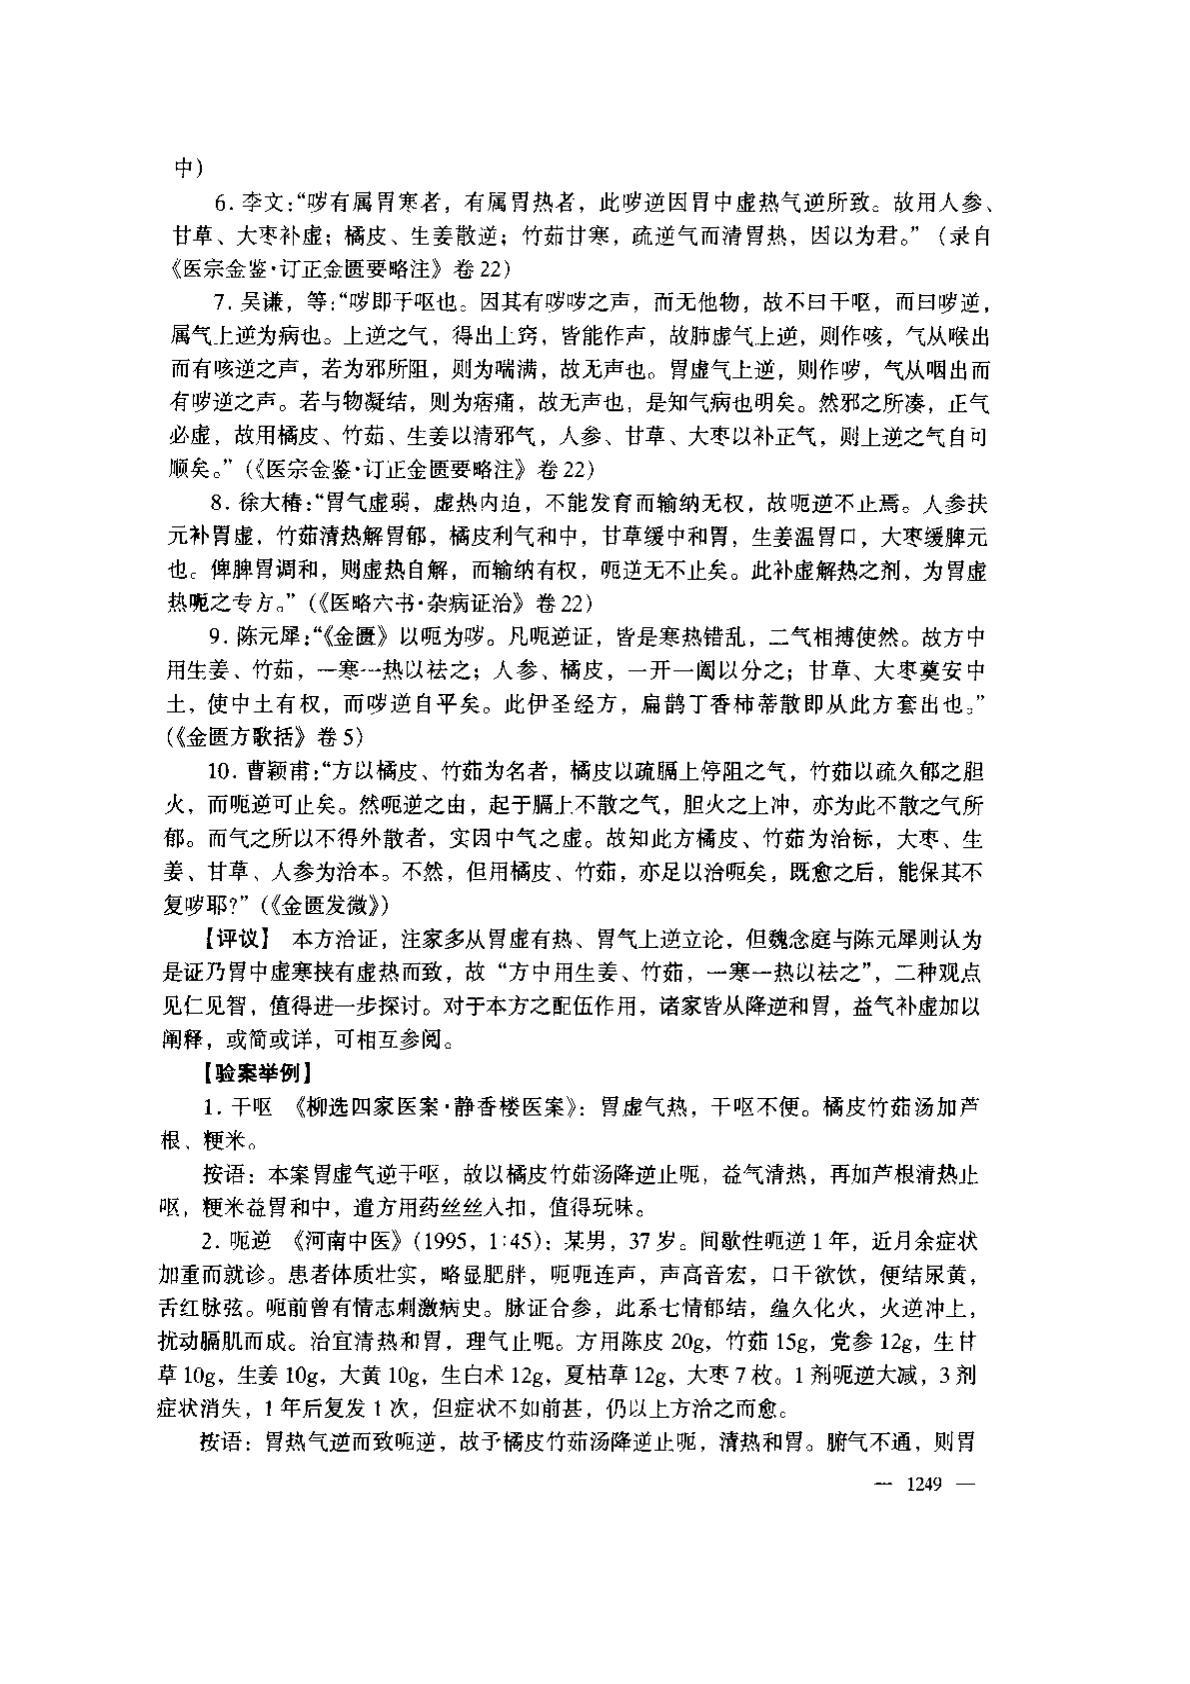 中)
6. 李文:“哕有属胃寒者，有属胃热者，此哕逆因胃中虚热气逆所致。故用人参、
甘草、大枣补虚；橘皮、生姜散逆；竹茹甘寒，疏逆气而清胃热，因以为君。”(录自
《医宗金鉴·订正金匮要略注》卷 22)
7. 吴谦，等:“哕即干呕也。因其有哕哕之声，而无他物，故不曰干呕，而曰哕逆，
属气上逆为病也。上逆之气，得出上窍，皆能作声，故肺虚气上逆，则作咳，气从喉出
而有咳逆之声，若为邪所阻，则为喘满，故无声也。胃虚气上逆，则作哕，气从咽出而
有哕逆之声。若与物凝结，则为痞痛，故无声也，是知气病也明矣。然邪之所凑，正气
必虚，故用橘皮、竹茹、生姜以清邪气，人参、甘草、大枣以补正气，则上逆之气自可
顺矣。”(《医宗金鉴·订正金匮要略注》卷 22)
8. 徐大椿:“胃气虚弱，虚热内迫，不能发育而输纳无权，故呃逆不止焉。人参扶
元补胃虚，竹茹清热解胃郁，橘皮利气和中，甘草缓中和胃，生姜温胃口，大枣缓脾元
也。俾脾胃调和，则虚热自解，而输纳有权，呃逆无不止矣。此补虚解热之剂，为胃虚
热呃之专方。”(《医略六书·杂病证治》卷 22)
9. 陈元犀:“《金匮》以呃为哕。凡呃逆证，皆是寒热错乱，二气相搏使然。故方中
用生姜、竹茹，一寒一热以祛之；人参、橘皮，一开一阖以分之；甘草、大枣奠安中
土，使中土有权，而哕逆自平矣。此伊圣经方，扁鹊丁香柿蒂散即从此方套出也。”
(《金匮方歌括》卷 5)
10. 曹颖甫:“方以橘皮、竹茹为名者，橘皮以疏膈上停阻之气，竹茹以疏久郁之胆
火，而呃逆可止矣。然呃逆之由，起于膈上不散之气，胆火之上冲，亦为此不散之气所
郁。而气之所以不得外散者，实因中气之虚。故知此方橘皮、竹茹为治标，大枣、生
姜、甘草、人参为治本。不然，但用橘皮、竹茹，亦足以治呃矣，既愈之后，能保其不
复哕耶?”(《金匮发微》)
【评议】 本方治证，注家多从胃虚有热、胃气上逆立论，但魏念庭与陈元犀则认为
是证乃胃中虚寒挟有虚热而致，故“方中用生姜、竹茹，一寒一热以祛之”，二种观点
见仁见智，值得进一步探讨。对于本方之配伍作用，诸家皆从降逆和胃，益气补虚加以
阐释，或简或详，可相互参阅。
【验案举例】
1. 干呕 《柳选四家医案·静香楼医案》：胃虚气热，干呕不便。橘皮竹茹汤加芦
根、粳米。
按语：本案胃虚气逆干呕，故以橘皮竹茹汤降逆止呃，益气清热，再加芦根清热止
呕，粳米益胃和中，遣方用药丝丝入扣，值得玩味。
2. 呃逆 《河南中医》(1995，1:45)：某男，37 岁。间歇性呃逆 1 年，近月余症状
加重而就诊。患者体质壮实，略显肥胖，呃呃连声，声高音宏，口干欲饮，便结尿黄，
舌红脉弦。呃前曾有情志刺激病史。脉证合参，此系七情郁结，蕴久化火，火逆冲上，
扰动膈肌而成。治宜清热和胃，理气止呃。方用陈皮 20g，竹茹 15g，党参 12g，生甘
草 10g，生姜 10g，大黄 10g，生白术 12g，夏枯草 12g，大枣 7 枚。1 剂呃逆大减，3 剂
症状消失，1 年后复发 1 次，但症状不如前甚，仍以上方治之而愈。
按语：胃热气逆而致呃逆，故予橘皮竹茹汤降逆止呃，清热和胃。腑气不通，则胃
— 1249 —